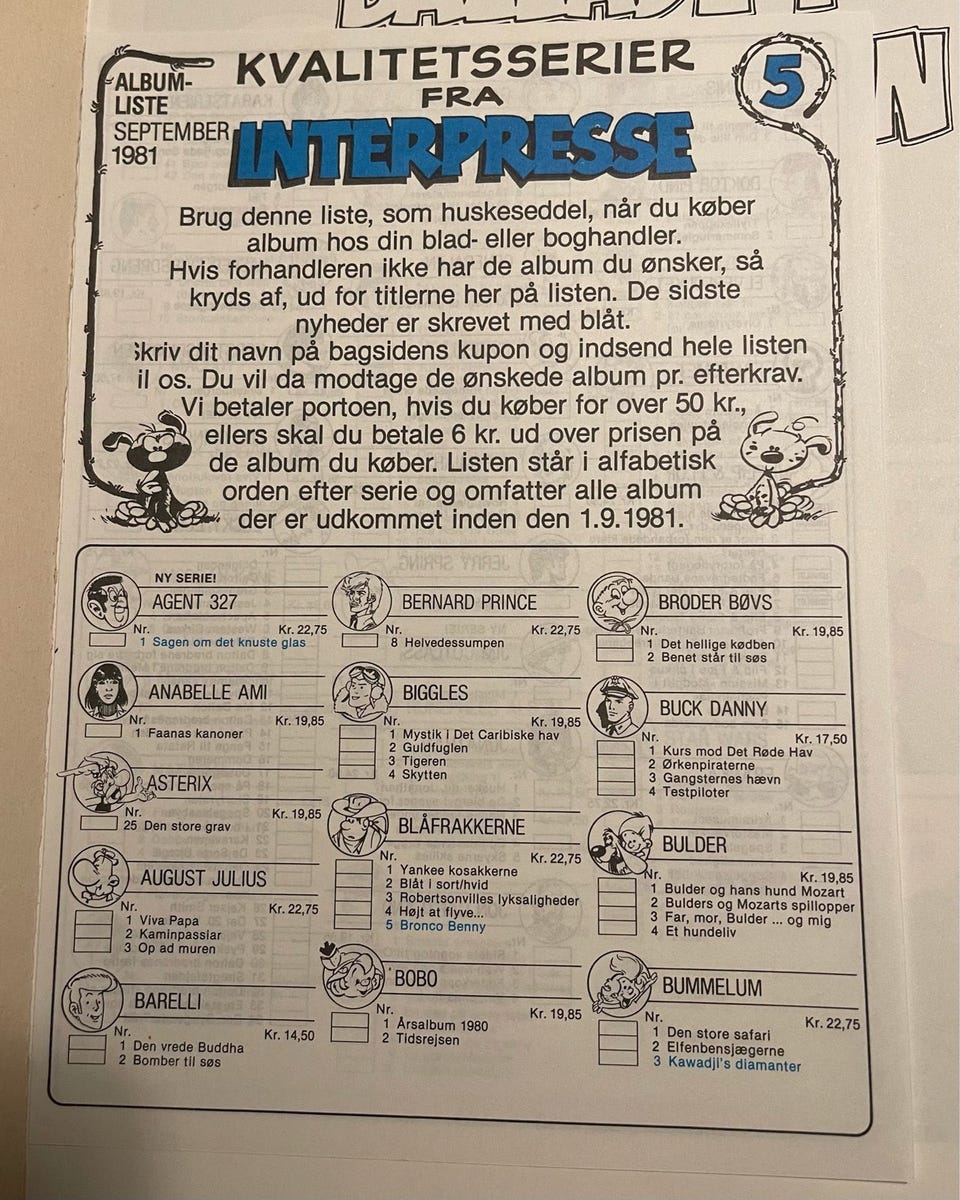 ALBUM-
LISTE
SEPTEMBER
1981
KVALITETSSERIER
FRA
INTERPRESSE
5
Brug denne liste, som huskeseddel, når du køber
album hos din blad- eller boghandler.
Hvis forhandleren ikke har de album du ønsker, så
kryds af, ud for titlerne her på listen. De sidste
nyheder er skrevet med blåt.
Skriv dit navn på bagsidens kupon og indsend hele listen
il os. Du vil da modtage de ønskede album pr. efterkrav.
Vi betaler portoen, hvis du køber for over 50 kr.,
ellers skal du betale 6 kr. ud over prisen på
de album du køber. Listen står i alfabetisk
orden efter serie og omfatter alle album
der er udkommet inden den 1.9.1981.
NY SERIE!
AGENT 327
Nr. Kr. 22,75
1 Sagen om det knuste glas
ANABELLE AMI
Nr. Kr. 19,85
1 Faanas kanoner
ASTERIX
Nr. Kr. 19,85
25 Den store grav
AUGUST JULIUS
Nr. Kr. 22,75
1 Viva Papa
2 Kaminpassiar
3 Op ad muren
BARELLI
Nr. Kr. 14,50
1 Den vrede Buddha
2 Bomber til søs
BERNARD PRINCE
Nr. Kr. 22,75
8 Helvedessumpen
BIGGLES
Nr. Kr. 19,85
1 Mystik i Det Caribiske hav
2 Guldfuglen
3 Tigeren
4 Skytten
BLÅFRAKKERNE
Nr. Kr. 22,75
1 Yankee kosakkerne
2 Blåt i sort/hvid
3 Robertsonvilles lyksaligheder
4 Højt at flyve...
5 Bronco Benny
BOBO
Nr. Kr. 19,85
1 Årsalbum 1980
2 Tidsrejsen
BRODER BØVS
Nr. Kr. 19,85
1 Det hellige kødben
2 Benet står til søs
BUCK DANNY
Nr. Kr. 17,50
1 Kurs mod Det Røde Hav
2 Ørkenpiraterne
3 Gangsternes hævn
4 Testpiloter
BULDER
Nr. Kr. 19,85
1 Bulder og hans hund Mozart
2 Bulders og Mozarts spillopper
3 Far, mor, Bulder ... og mig
4 Et hundeliv
BUMMELUM
Nr. Kr. 22,75
1 Den store safari
2 Elfenbensjægerne
3 Kawadji's diamanter